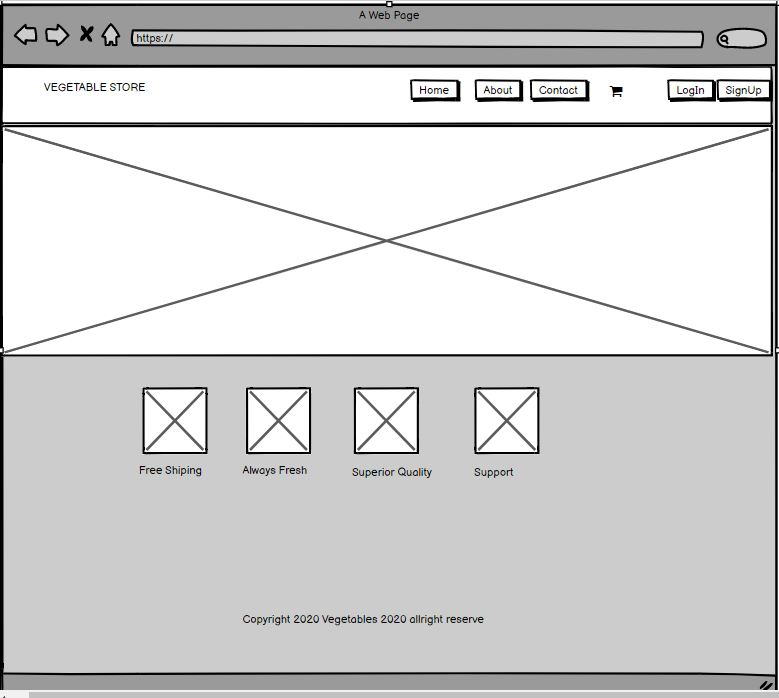 A Web Page
https://
VEGETABLE STORE
Home
About
Contact
LogIn
SignUp
Free Shiping
Always Fresh
Superior Quality
Support
Copyright 2020 Vegetables 2020 allright reserve